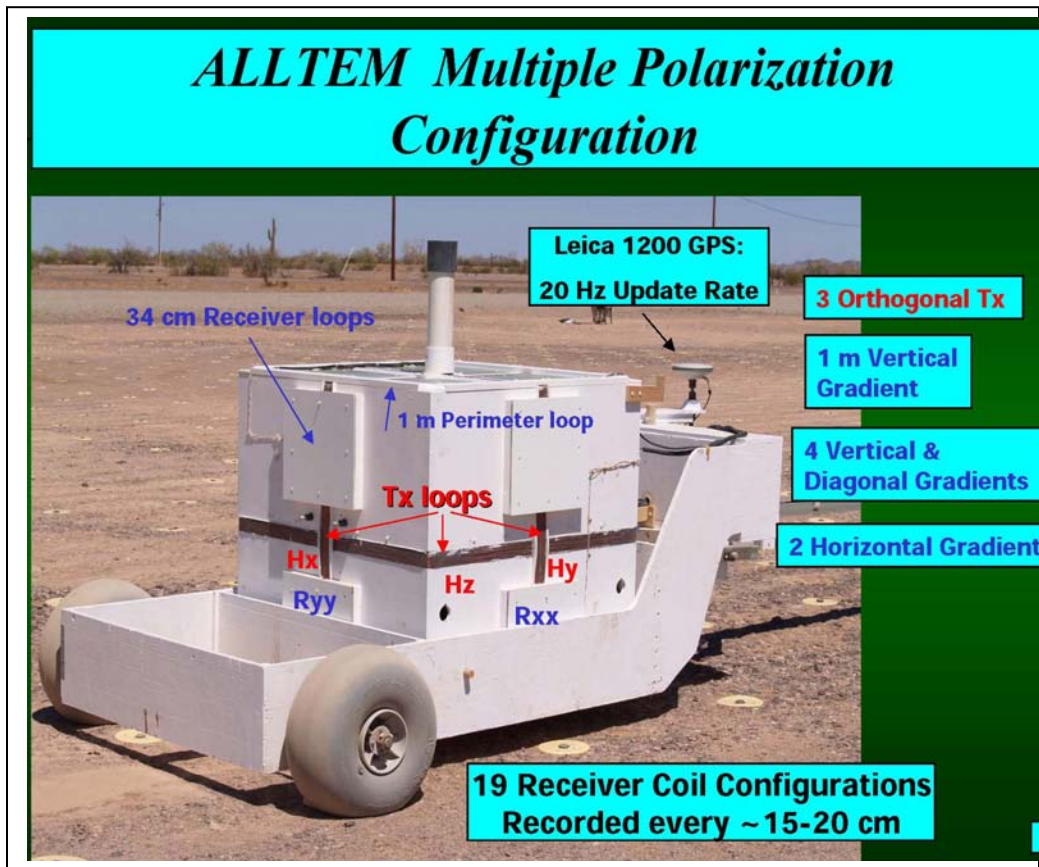 ALLTEM Multiple Polarization
Configuration
Leica 1200 GPS:
20 Hz Update Rate
34 cm Receiver loops
3 Orthogonal Tx
1 m Vertical
Gradient
1 m Perimeter loop
4 Vertical &
Diagonal Gradients
Tx loops
2 Horizontal Gradient
Hx
Hz
Hy
Ryy
Rxx
19 Receiver Coil Configurations
Recorded every ~15-20 cm